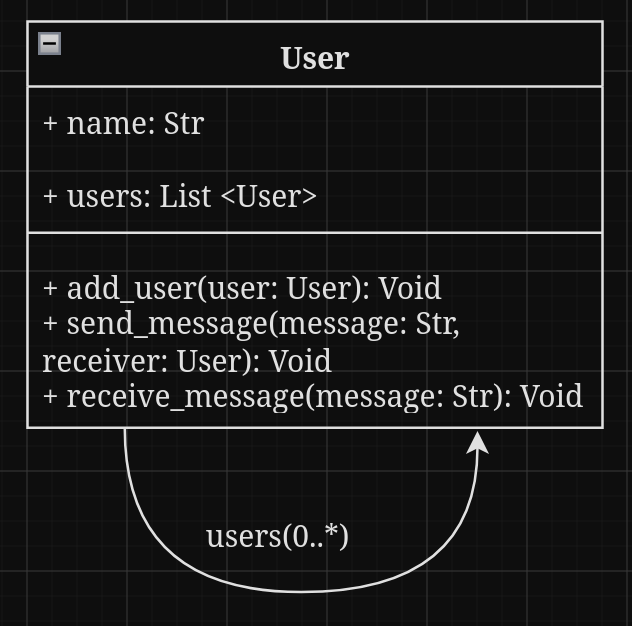 User
+ name: Str
+ users: List <User>
+ add_user(user: User): Void
+ send_message(message: Str,
receiver: User): Void
+ receive_message(message: Str): Void
users(0..*)